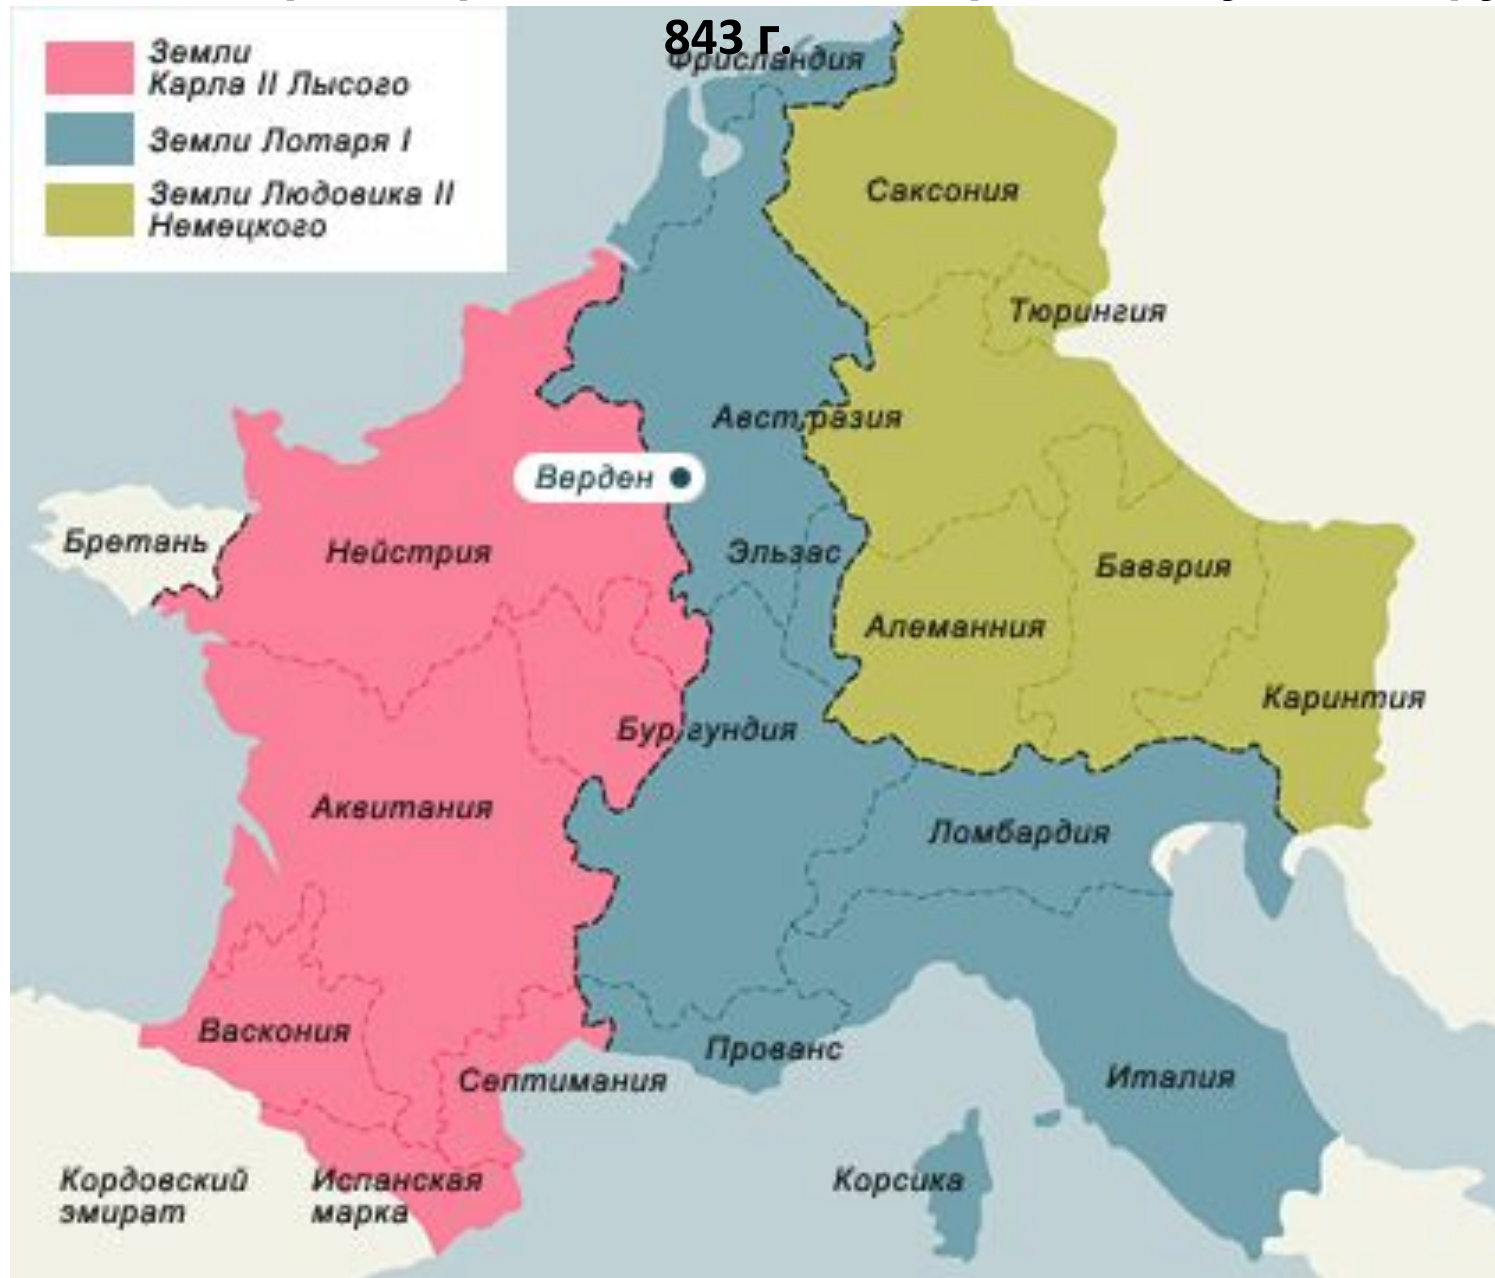 843 г.
Земли
Карла II Лысого
Земли Лотаря I
Земли Людовика II
Немецкого
Фрисландия
Саксония
Тюрингия
Австразия
Верден
Бретань
Нейстрия
Эльзас
Бавария
Алеманния
Каринтия
Бургундия
Аквитания
Ломбардия
Васкония
Прованс
Септимания
Италия
Кордовский
эмират
Испанская
марка
Корсика